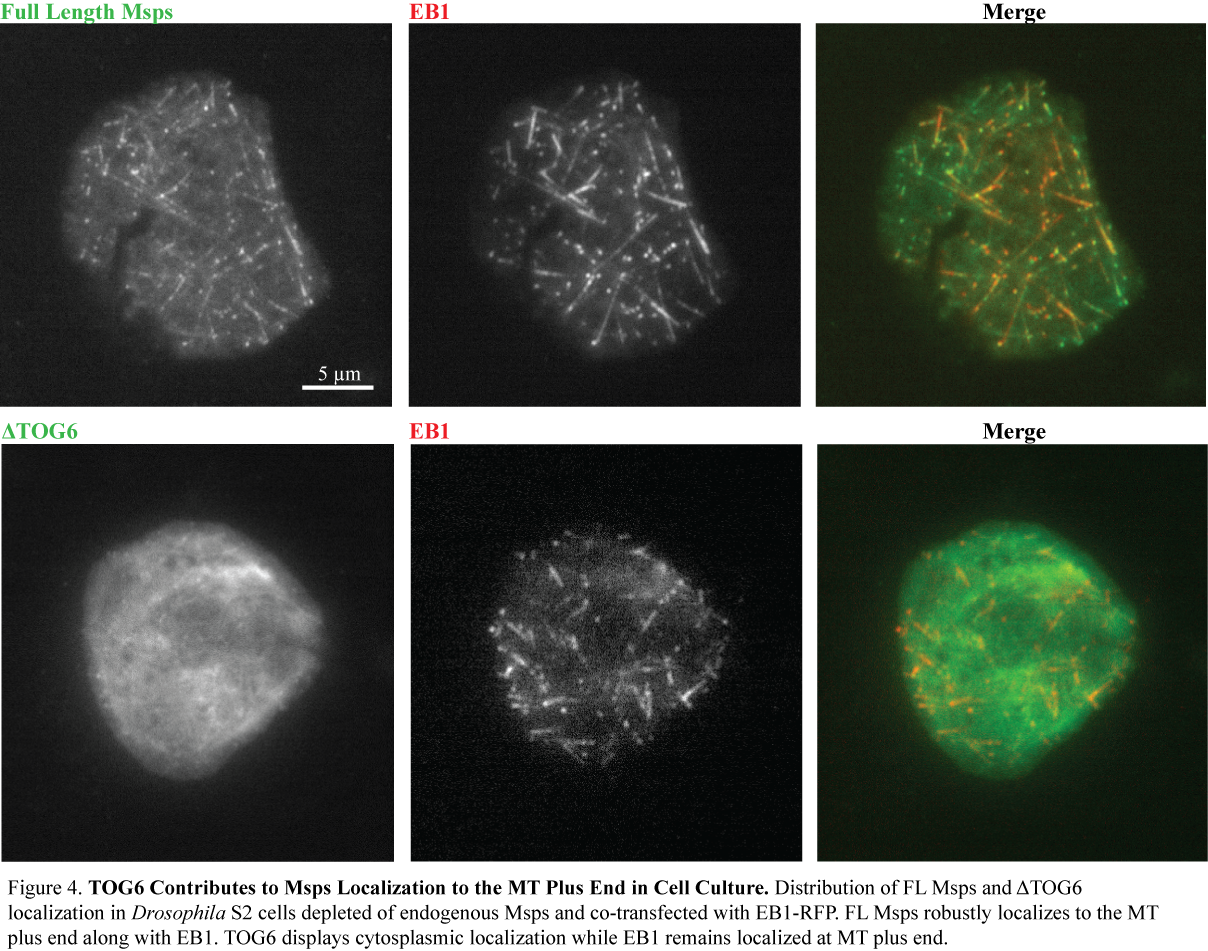 Full Length Msps
EB1
Merge
5 µm
ΔTOG6
EB1
Merge
Figure 4. TOG6 Contributes to Msps Localization to the MT Plus End in Cell Culture. Distribution of FL Msps and ΔTOG6
localization in Drosophila S2 cells depleted of endogenous Msps and co-transfected with EB1-RFP. FL Msps robustly localizes to the MT
plus end along with EB1. TOG6 displays cytoplasmic localization while EB1 remains localized at MT plus end.